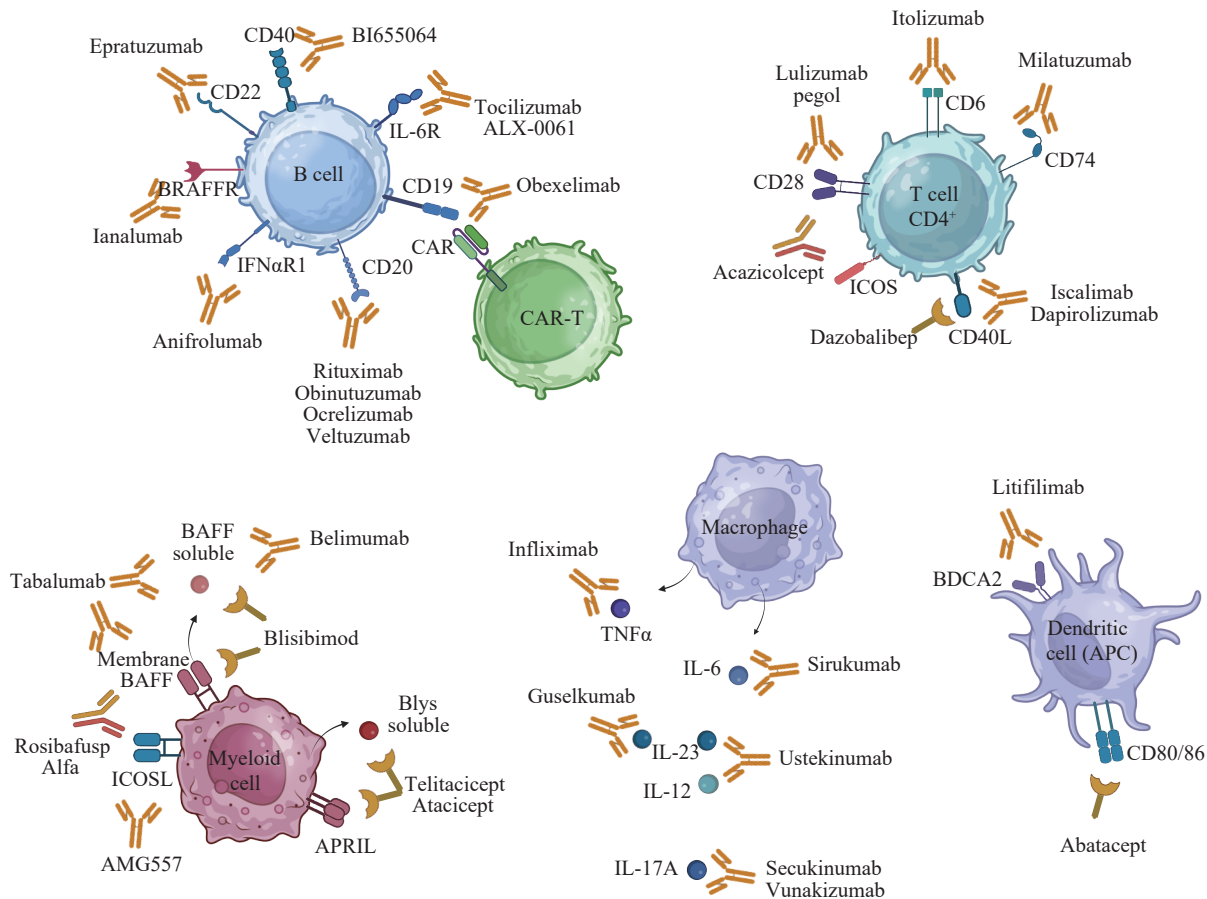 Epratuzumab
CD40
BI655064
CD22
IL-6R
Tocilizumab
ALX-0061
BRAFFR
B cell
CD19
Obexelimab
Ianalumab
IFNαR1
CD20
CAR
Anifrolumab
CAR-T
Rituximab
Obinutuzumab
Ocrelizumab
Veltuzumab
Itolizumab
Lulizumab
pegol
CD6
Milatuzumab
CD74
CD28
T cell
CD4⁺
Acazicolcept
ICOS
Dazobalibep
CD40L
Iscalimab
Dapirolizumab
BAFF
soluble
Belimumab
Tabalumab
Blisibimod
Membrane
BAFF
Blys
soluble
Rosibafusp
Alfa
ICOSL
Myeloid
cell
Telitacicept
Atacicept
AMG557
APRIL
Macrophage
Infliximab
TNFα
IL-6
Sirukumab
Guselkumab
IL-23
Ustekinumab
IL-12
IL-17A
Secukinumab
Vunakizumab
Litifilimab
BDCA2
Dendritic
cell (APC)
CD80/86
Abatacept